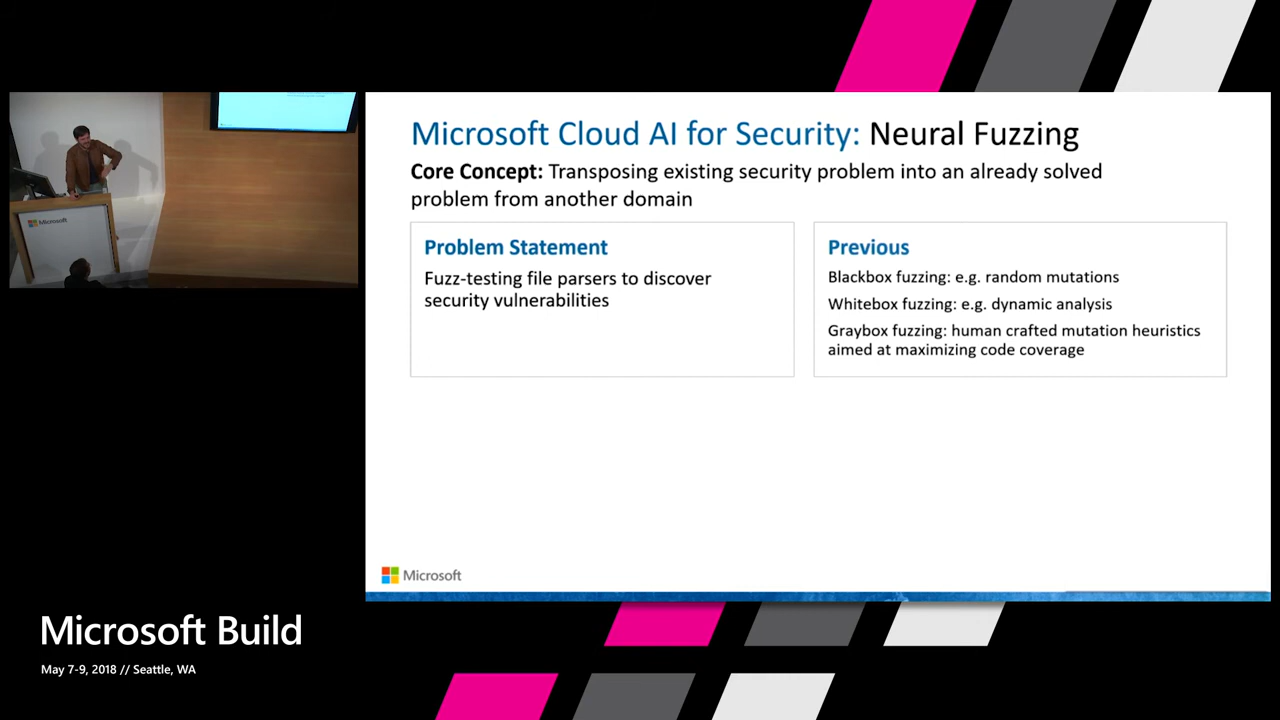 Microsoft Cloud AI for Security: Neural Fuzzing
Core Concept: Transposing existing security problem into an already solved
problem from another domain
Problem Statement
Fuzz-testing file parsers to discover
security vulnerabilities
Previous
Blackbox fuzzing: e.g. random mutations
Whitebox fuzzing: e.g. dynamic analysis
Graybox fuzzing: human crafted mutation heuristics
aimed at maximizing code coverage
Microsoft
Microsoft
Microsoft Build
May 7-9, 2018 // Seattle, WA